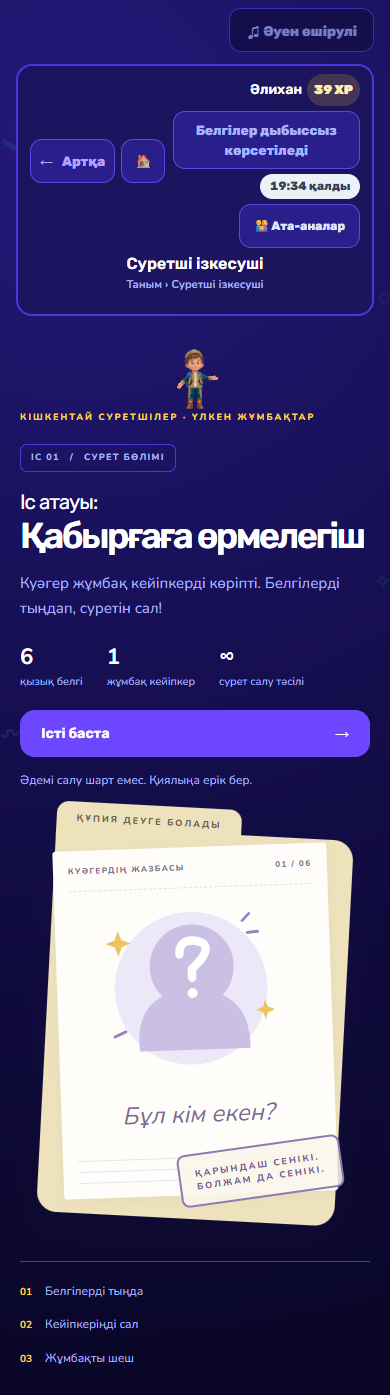 ♫ Әуен өшірулі
Әлихан 39 XP
← Артқа
🏠
Белгілер дыбыссыз
көрсетіледі
19:34 қалды
👪 Ата-аналар
Суретші ізкесуші
Таным › Суретші ізкесуші
КІШКЕНТАЙ СУРЕТШІЛЕР · ҮЛКЕН ЖҰМБАҚТАР
ІС 01 / СУРЕТ БӨЛІМІ
Іс атауы:
Қабырғаға өрмелегіш
Куәгер жұмбақ кейіпкерді көріпті. Белгілерді
тыңдап, суретін сал!
6 1 ∞
қызық белгі жұмбақ кейіпкер сурет салу тәсілі
Істі баста →
Әдемі салу шарт емес. Қиялыңа ерік бер.
ҚҰПИЯ ДЕУГЕ БОЛАДЫ
КУӘГЕРДІҢ ЖАЗБАСЫ 01 / 06
?
Бұл кім екен?
ҚАРЫНДАШ СЕНІКІ.
БОЛЖАМ ДА СЕНІКІ.
01 Белгілерді тыңда
02 Кейіпкеріңді сал
03 Жұмбақты шеш